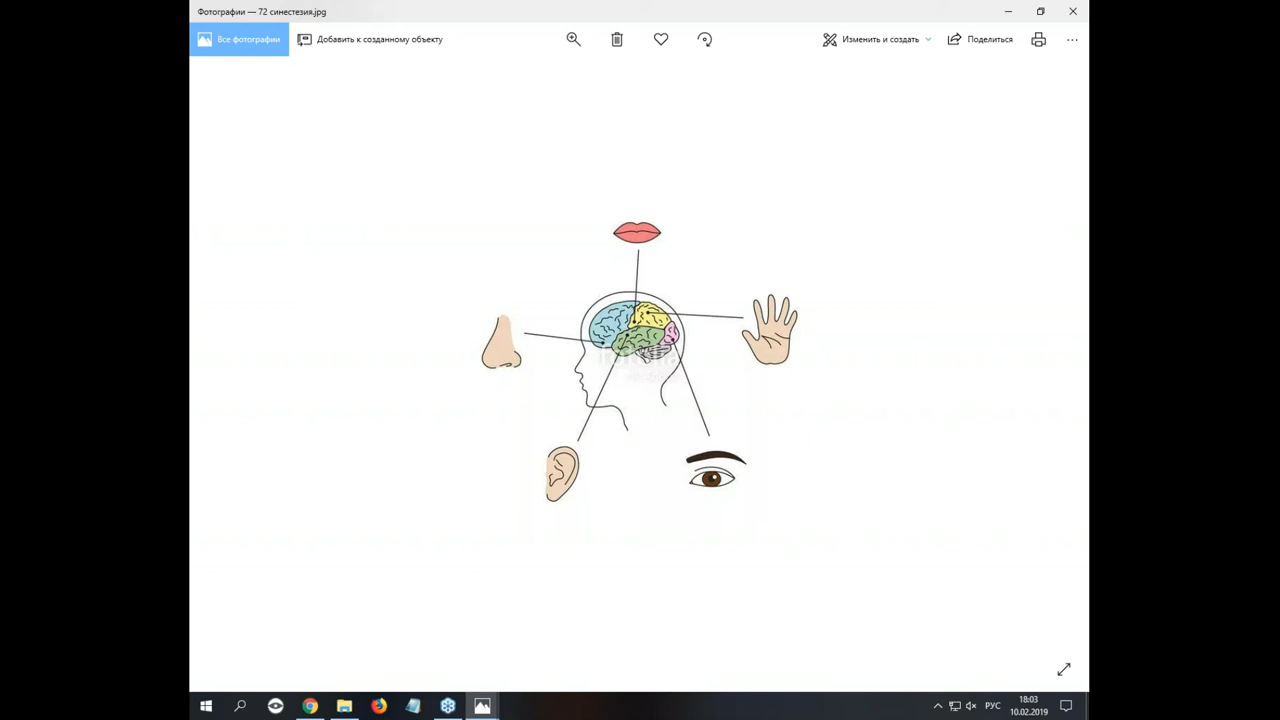 Фотографии — 72 синестезия.jpg
Все фотографии
Добавить к созданному объекту
Изменить и создать
Поделиться
РУС
18:03
10.02.2019